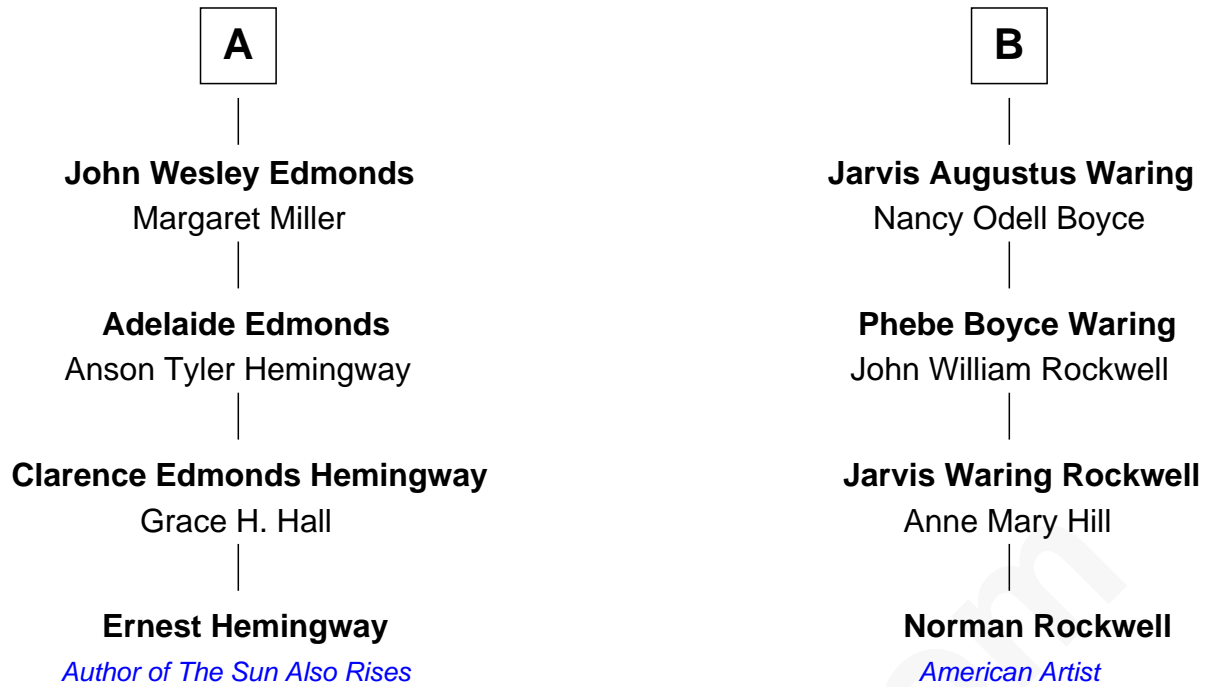 A
John Wesley Edmonds
Margaret Miller
Adelaide Edmonds
Anson Tyler Hemingway
Clarence Edmonds Hemingway
Grace H. Hall
Ernest Hemingway
Author of The Sun Also Rises
B
Jarvis Augustus Waring
Nancy Odell Boyce
Phebe Boyce Waring
John William Rockwell
Jarvis Waring Rockwell
Anne Mary Hill
Norman Rockwell
American Artist